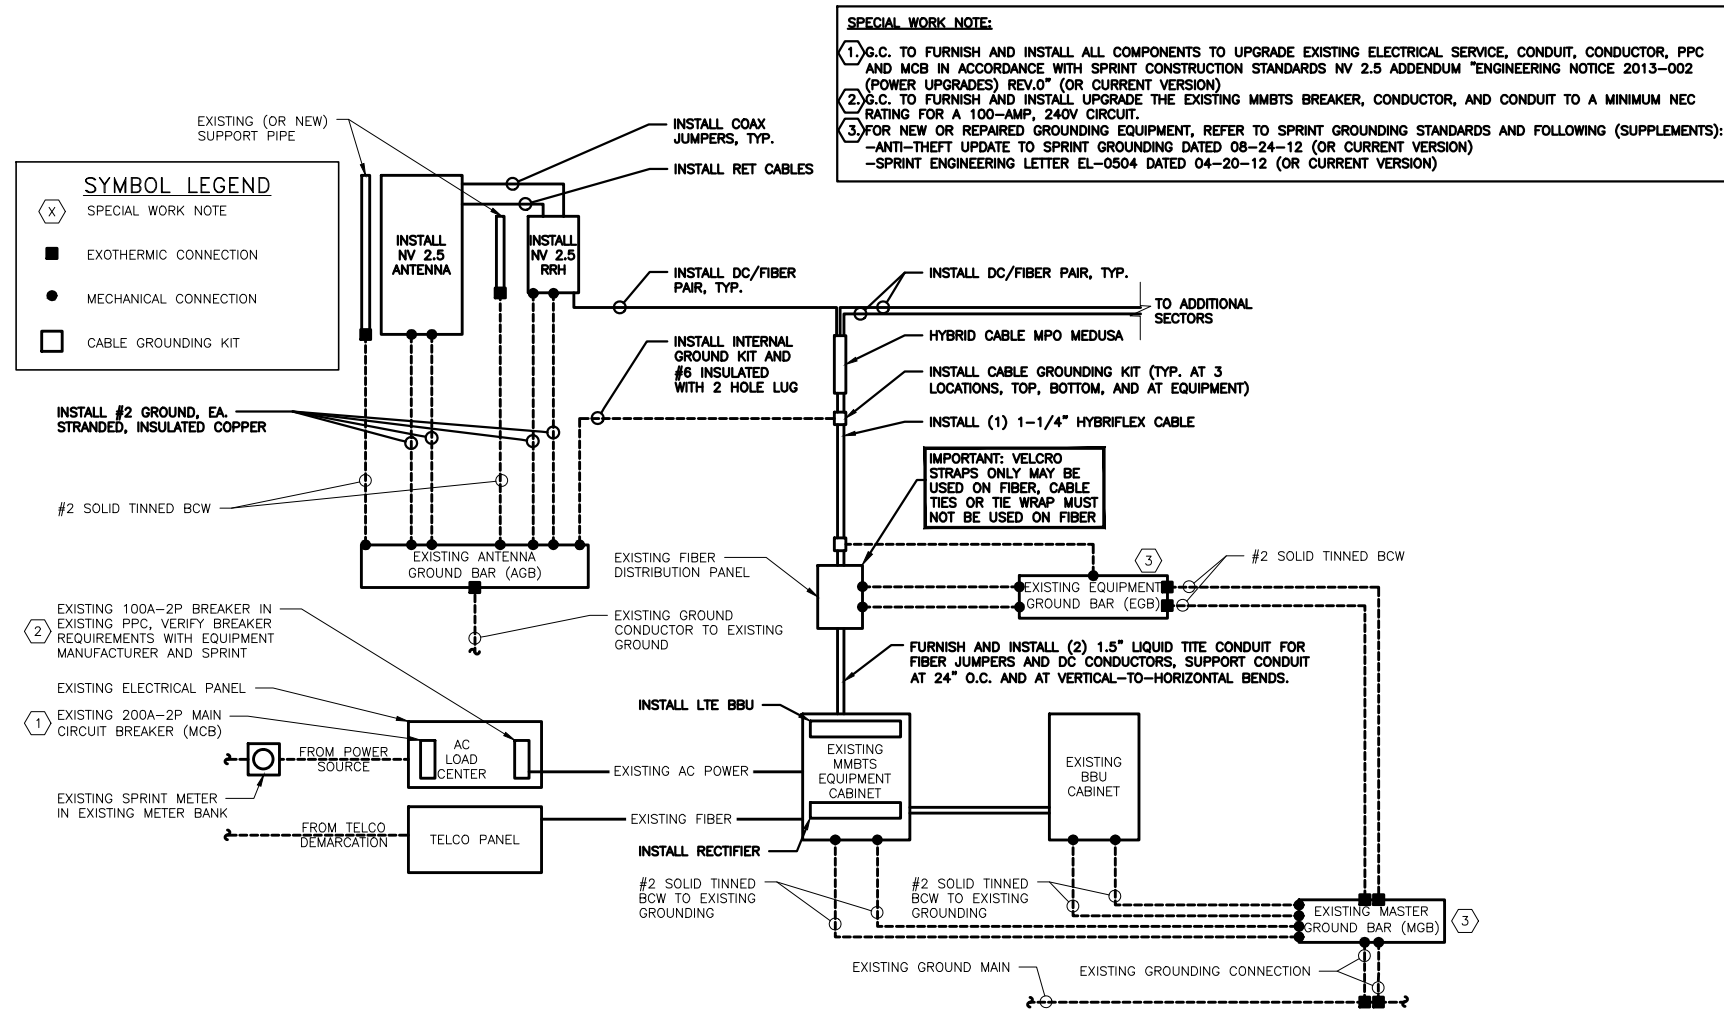 SPECIAL WORK NOTE:
1. G.C. TO FURNISH AND INSTALL ALL COMPONENTS TO UPGRADE EXISTING ELECTRICAL SERVICE, CONDUIT, CONDUCTOR, PPC
AND MCB IN ACCORDANCE WITH SPRINT CONSTRUCTION STANDARDS NV 2.5 ADDENDUM "ENGINEERING NOTICE 2013-002
(POWER UPGRADES) REV.0" (OR CURRENT VERSION)
2. G.C. TO FURNISH AND INSTALL UPGRADE THE EXISTING MMBTS BREAKER, CONDUCTOR, AND CONDUIT TO A MINIMUM NEC
RATING FOR A 100-AMP, 240V CIRCUIT.
3. FOR NEW OR REPAIRED GROUNDING EQUIPMENT, REFER TO SPRINT GROUNDING STANDARDS AND FOLLOWING (SUPPLEMENTS):
-ANTI-THEFT UPDATE TO SPRINT GROUNDING DATED 08-24-12 (OR CURRENT VERSION)
-SPRINT ENGINEERING LETTER EL-0504 DATED 04-20-12 (OR CURRENT VERSION)
SYMBOL LEGEND
X SPECIAL WORK NOTE
EXOTHERMIC CONNECTION
MECHANICAL CONNECTION
CABLE GROUNDING KIT
EXISTING (OR NEW)
SUPPORT PIPE
INSTALL COAX
JUMPERS, TYP.
INSTALL RET CABLES
INSTALL
NV 2.5
ANTENNA
INSTALL
NV 2.5
RRH
INSTALL DC/FIBER
PAIR, TYP.
INSTALL DC/FIBER PAIR, TYP.
TO ADDITIONAL
SECTORS
HYBRID CABLE MPO MEDUSA
INSTALL INTERNAL
GROUND KIT AND
#6 INSULATED
WITH 2 HOLE LUG
INSTALL CABLE GROUNDING KIT (TYP. AT 3
LOCATIONS, TOP, BOTTOM, AND AT EQUIPMENT)
INSTALL (1) 1-1/4" HYBRIFLEX CABLE
INSTALL #2 GROUND, EA.
STRANDED, INSULATED COPPER
#2 SOLID TINNED BCW
IMPORTANT: VELCRO
STRAPS ONLY MAY BE
USED ON FIBER, CABLE
TIES OR TIE WRAP MUST
NOT BE USED ON FIBER
EXISTING ANTENNA
GROUND BAR (AGB)
EXISTING FIBER
DISTRIBUTION PANEL
3
#2 SOLID TINNED BCW
EXISTING EQUIPMENT
GROUND BAR (EGB)
EXISTING GROUND
CONDUCTOR TO EXISTING
GROUND
2
EXISTING 100A-2P BREAKER IN
EXISTING PPC, VERIFY BREAKER
REQUIREMENTS WITH EQUIPMENT
MANUFACTURER AND SPRINT
FURNISH AND INSTALL (2) 1.5" LIQUID TITE CONDUIT FOR
FIBER JUMPERS AND DC CONDUCTORS, SUPPORT CONDUIT
AT 24" O.C. AND AT VERTICAL-TO-HORIZONTAL BENDS.
EXISTING ELECTRICAL PANEL
1
EXISTING 200A-2P MAIN
CIRCUIT BREAKER (MCB)
INSTALL LTE BBU
FROM POWER
SOURCE
AC
LOAD
CENTER
EXISTING AC POWER
EXISTING
MMBTS
EQUIPMENT
CABINET
EXISTING
BBU
CABINET
EXISTING SPRINT METER
IN EXISTING METER BANK
FROM TELCO
DEMARCATION
TELCO PANEL
EXISTING FIBER
INSTALL RECTIFIER
#2 SOLID TINNED
BCW TO EXISTING
GROUNDING
#2 SOLID TINNED
BCW TO EXISTING
GROUNDING
EXISTING MASTER
GROUND BAR (MGB)
3
EXISTING GROUND MAIN
EXISTING GROUNDING CONNECTION